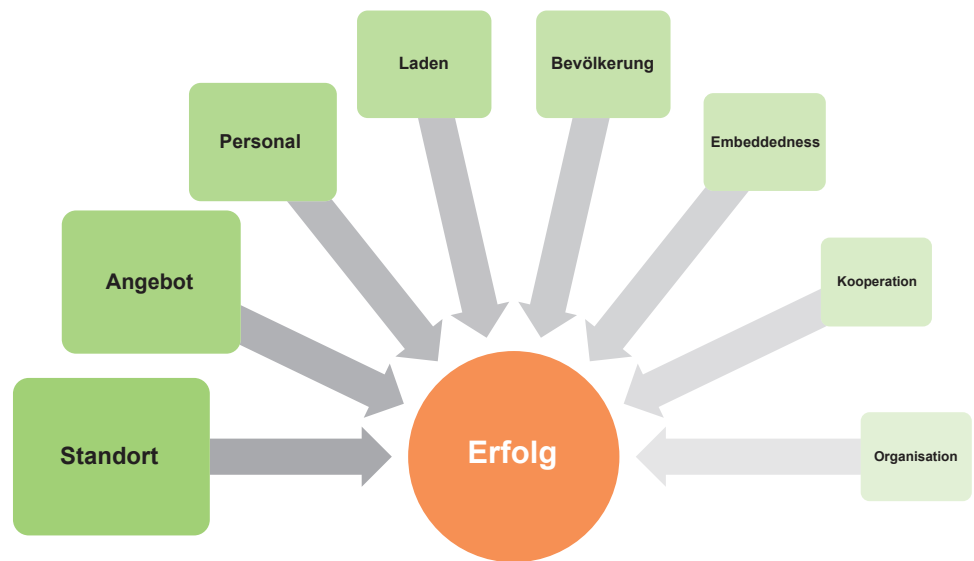 Laden
Bevölkerung
Personal
Embeddedness
Angebot
Kooperation
Standort
Erfolg
Organisation